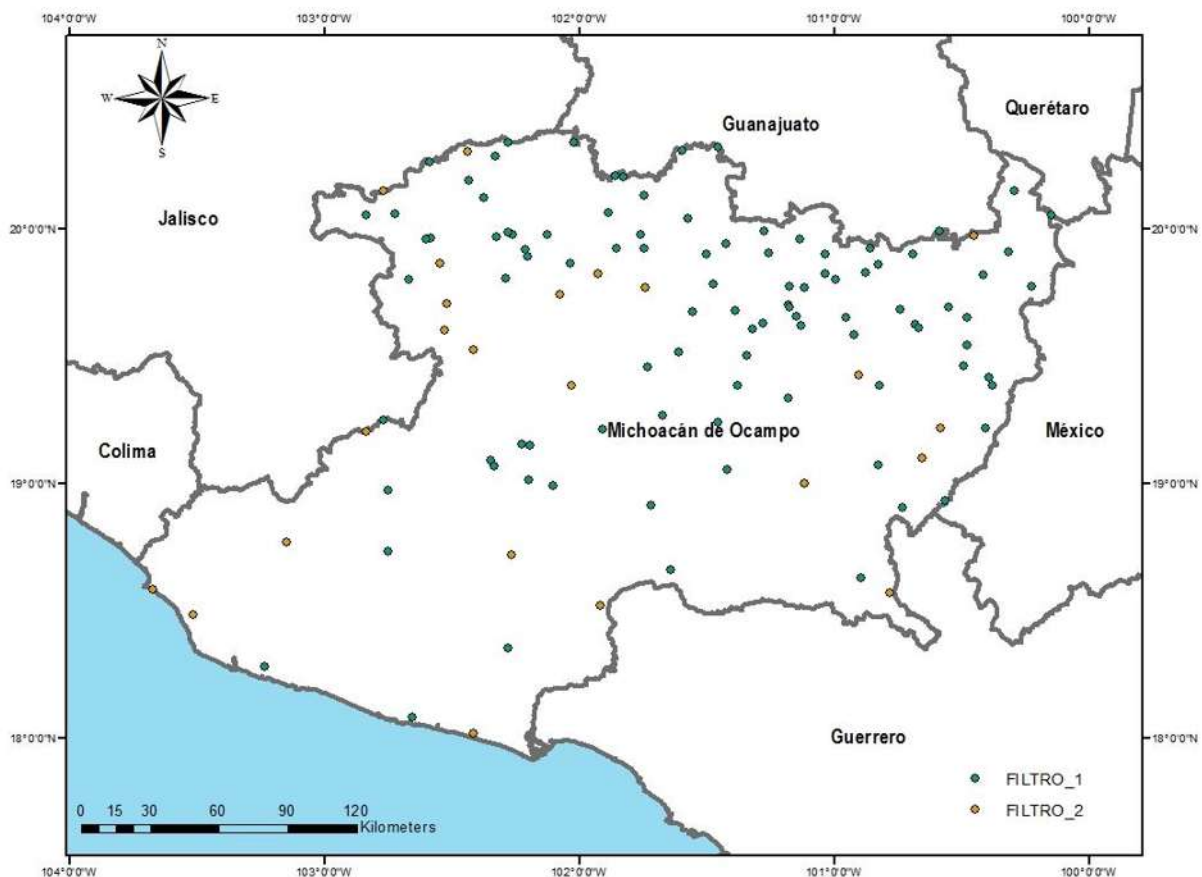 104°0'0"W 103°0'0"W 102°0'0"W 101°0'0"W 100°0'0"W
N
W E
S
Querétaro
Guanajuato
Jalisco
20°0'0"N 20°0'0"N
Michoacán de Ocampo
México
Colima
19°0'0"N 19°0'0"N
18°0'0"N 18°0'0"N
Guerrero
FILTRO_1
FILTRO_2
0 15 30 60 90 120
Kilometers
104°0'0"W 103°0'0"W 102°0'0"W 101°0'0"W 100°0'0"W